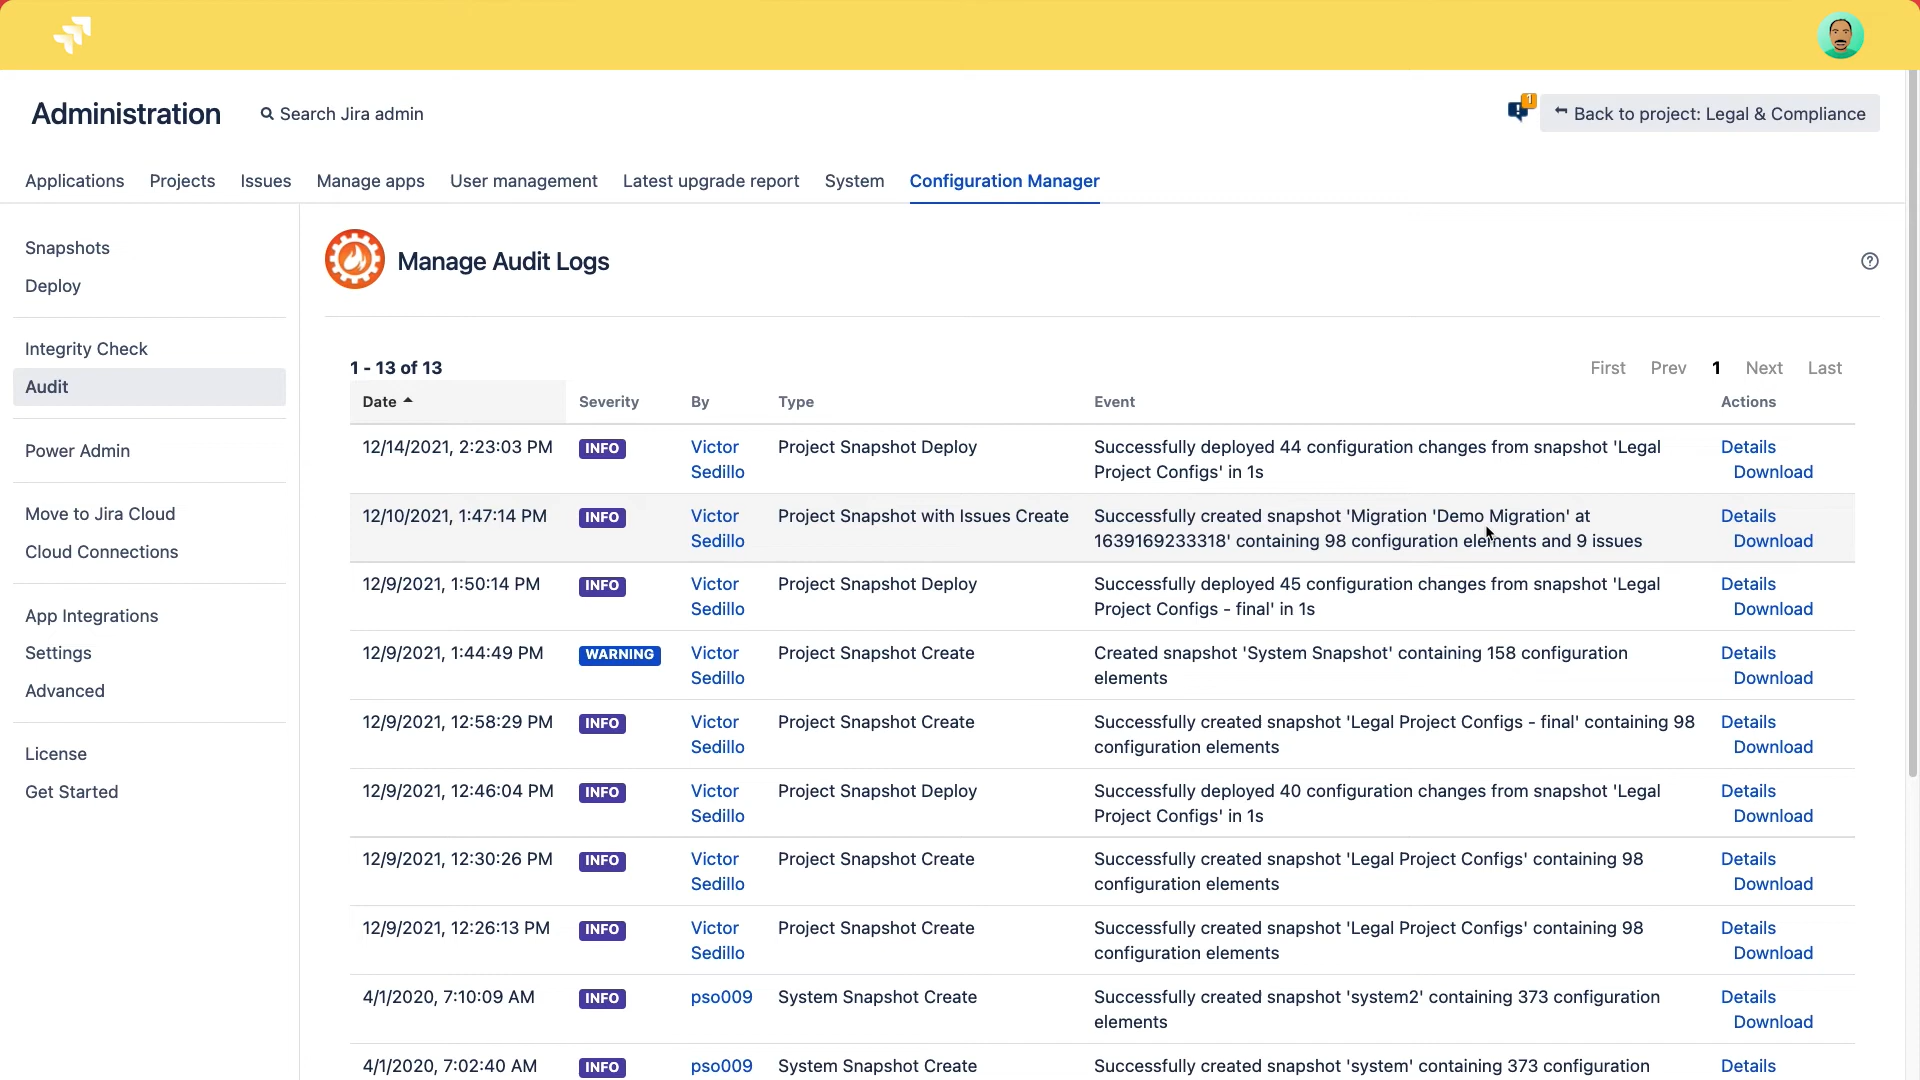 1
Administration
Search Jira admin
Back to project: Legal & Compliance
Applications Projects Issues Manage apps User management Latest upgrade report System Configuration Manager
Snapshots
Deploy
Integrity Check
Audit
Power Admin
Move to Jira Cloud
Cloud Connections
App Integrations
Settings
Advanced
License
Get Started
Manage Audit Logs
1 - 13 of 13
First Prev 1 Next Last
Date Severity By Type Event Actions
12/14/2021, 2:23:03 PM INFO Victor Project Snapshot Deploy Successfully deployed 44 configuration changes from snapshot 'Legal Details
Sedillo Project Configs' in 1s Download
12/10/2021, 1:47:14 PM INFO Victor Project Snapshot with Issues Create Successfully created snapshot 'Migration 'Demo Migration' at Details
Sedillo 1639169233318' containing 98 configuration elements and 9 issues Download
12/9/2021, 1:50:14 PM INFO Victor Project Snapshot Deploy Successfully deployed 45 configuration changes from snapshot 'Legal Details
Sedillo Project Configs - final' in 1s Download
12/9/2021, 1:44:49 PM WARNING Victor Project Snapshot Create Created snapshot 'System Snapshot' containing 158 configuration Details
Sedillo elements Download
12/9/2021, 12:58:29 PM INFO Victor Project Snapshot Create Successfully created snapshot 'Legal Project Configs - final' containing 98 Details
Sedillo configuration elements Download
12/9/2021, 12:46:04 PM INFO Victor Project Snapshot Deploy Successfully deployed 40 configuration changes from snapshot 'Legal Details
Sedillo Project Configs' in 1s Download
12/9/2021, 12:30:26 PM INFO Victor Project Snapshot Create Successfully created snapshot 'Legal Project Configs' containing 98 Details
Sedillo configuration elements Download
12/9/2021, 12:26:13 PM INFO Victor Project Snapshot Create Successfully created snapshot 'Legal Project Configs' containing 98 Details
Sedillo configuration elements Download
4/1/2020, 7:10:09 AM INFO pso009 System Snapshot Create Successfully created snapshot 'system2' containing 373 configuration Details
elements Download
4/1/2020, 7:02:40 AM INFO pso009 System Snapshot Create Successfully created snapshot 'system' containing 373 configuration Details